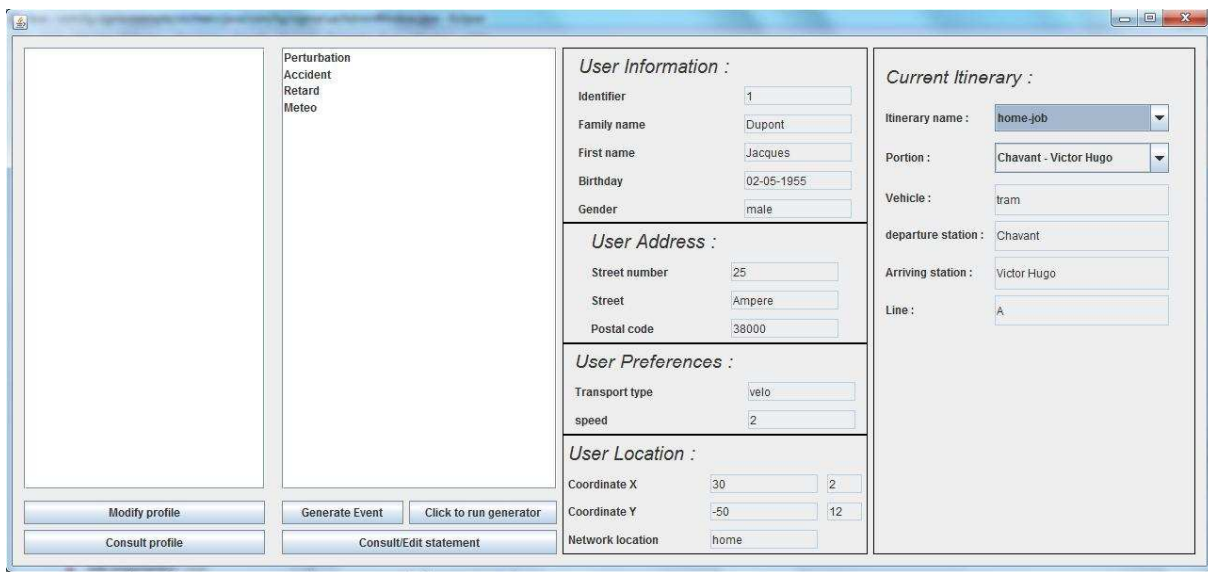 Perturbation
Accident
Retard
Meteo
Modify profile
Consult profile
Generate Event
Click to run generator
Consult/Edit statement
User Information :
Identifier 1
Family name Dupont
First name Jacques
Birthday 02-05-1955
Gender male
User Address :
Street number 25
Street Ampere
Postal code 38000
User Preferences :
Transport type velo
speed 2
User Location :
Coordinate X 30 2
Coordinate Y -50 12
Network location home
Current Itinerary :
Itinerary name : home-job
Portion : Chavant - Victor Hugo
Vehicle : tram
departure station : Chavant
Arriving station : Victor Hugo
Line : A